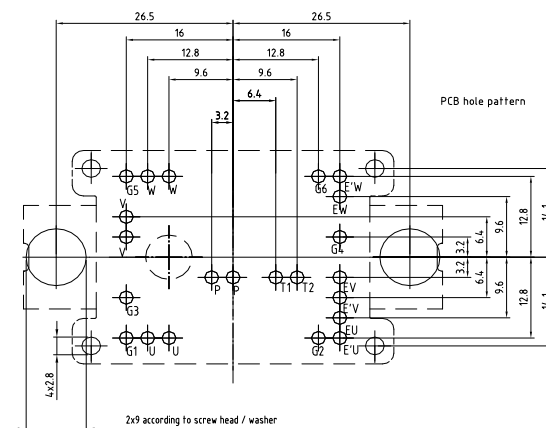 26.5 26.5
16 16
12.8 12.8
9.6 9.6
6.4
3.2
PCB hole pattern
G5 W W G6 E'W
V EW
V G4
6.4 3.2 9.6 12.8
P P T1 T2
3.2 6.4 9.6 12.8
EV
G3 E'V
EU
G1 U U G2 E'U
4x2.8
2x9 according to screw head / washer